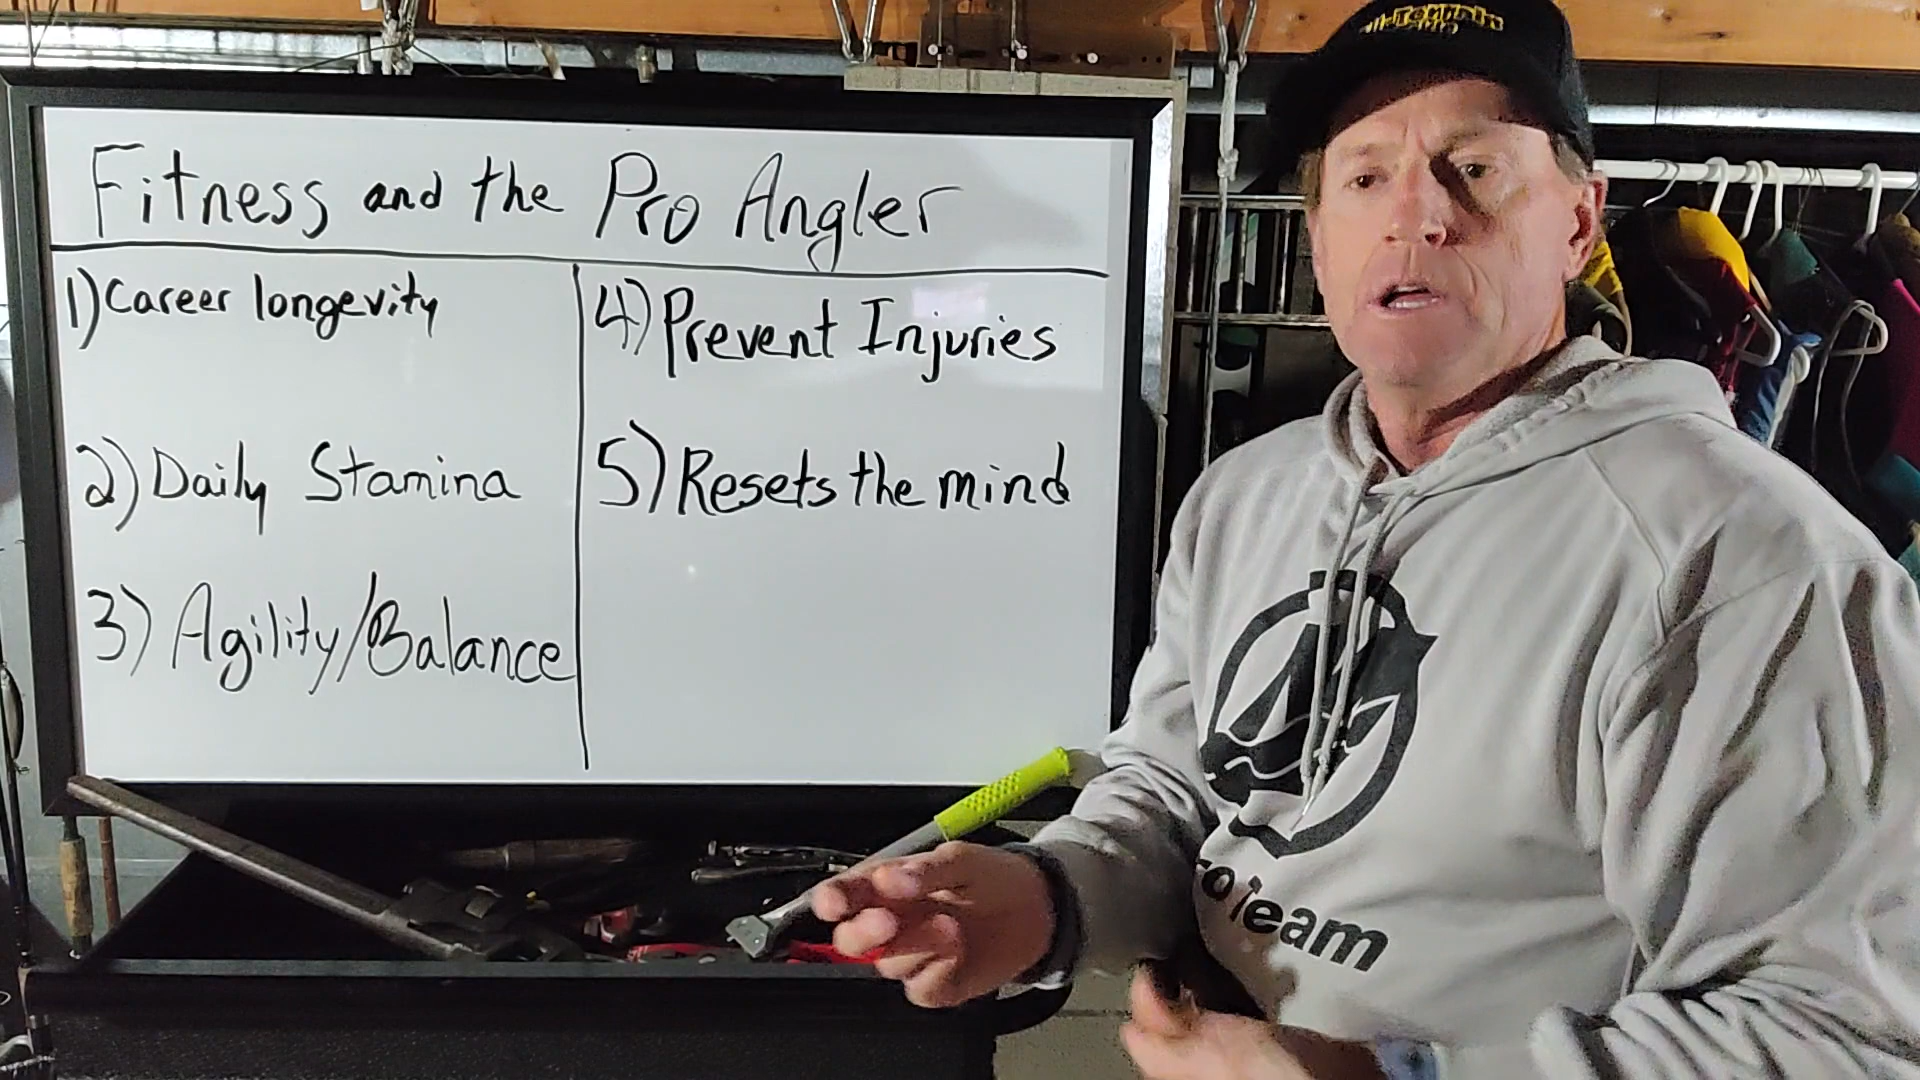 Fitness and the Pro Angler
1) Career longevity
2) Daily Stamina
3) Agility/Balance
4) Prevent Injuries
5) Resets the mind
Team